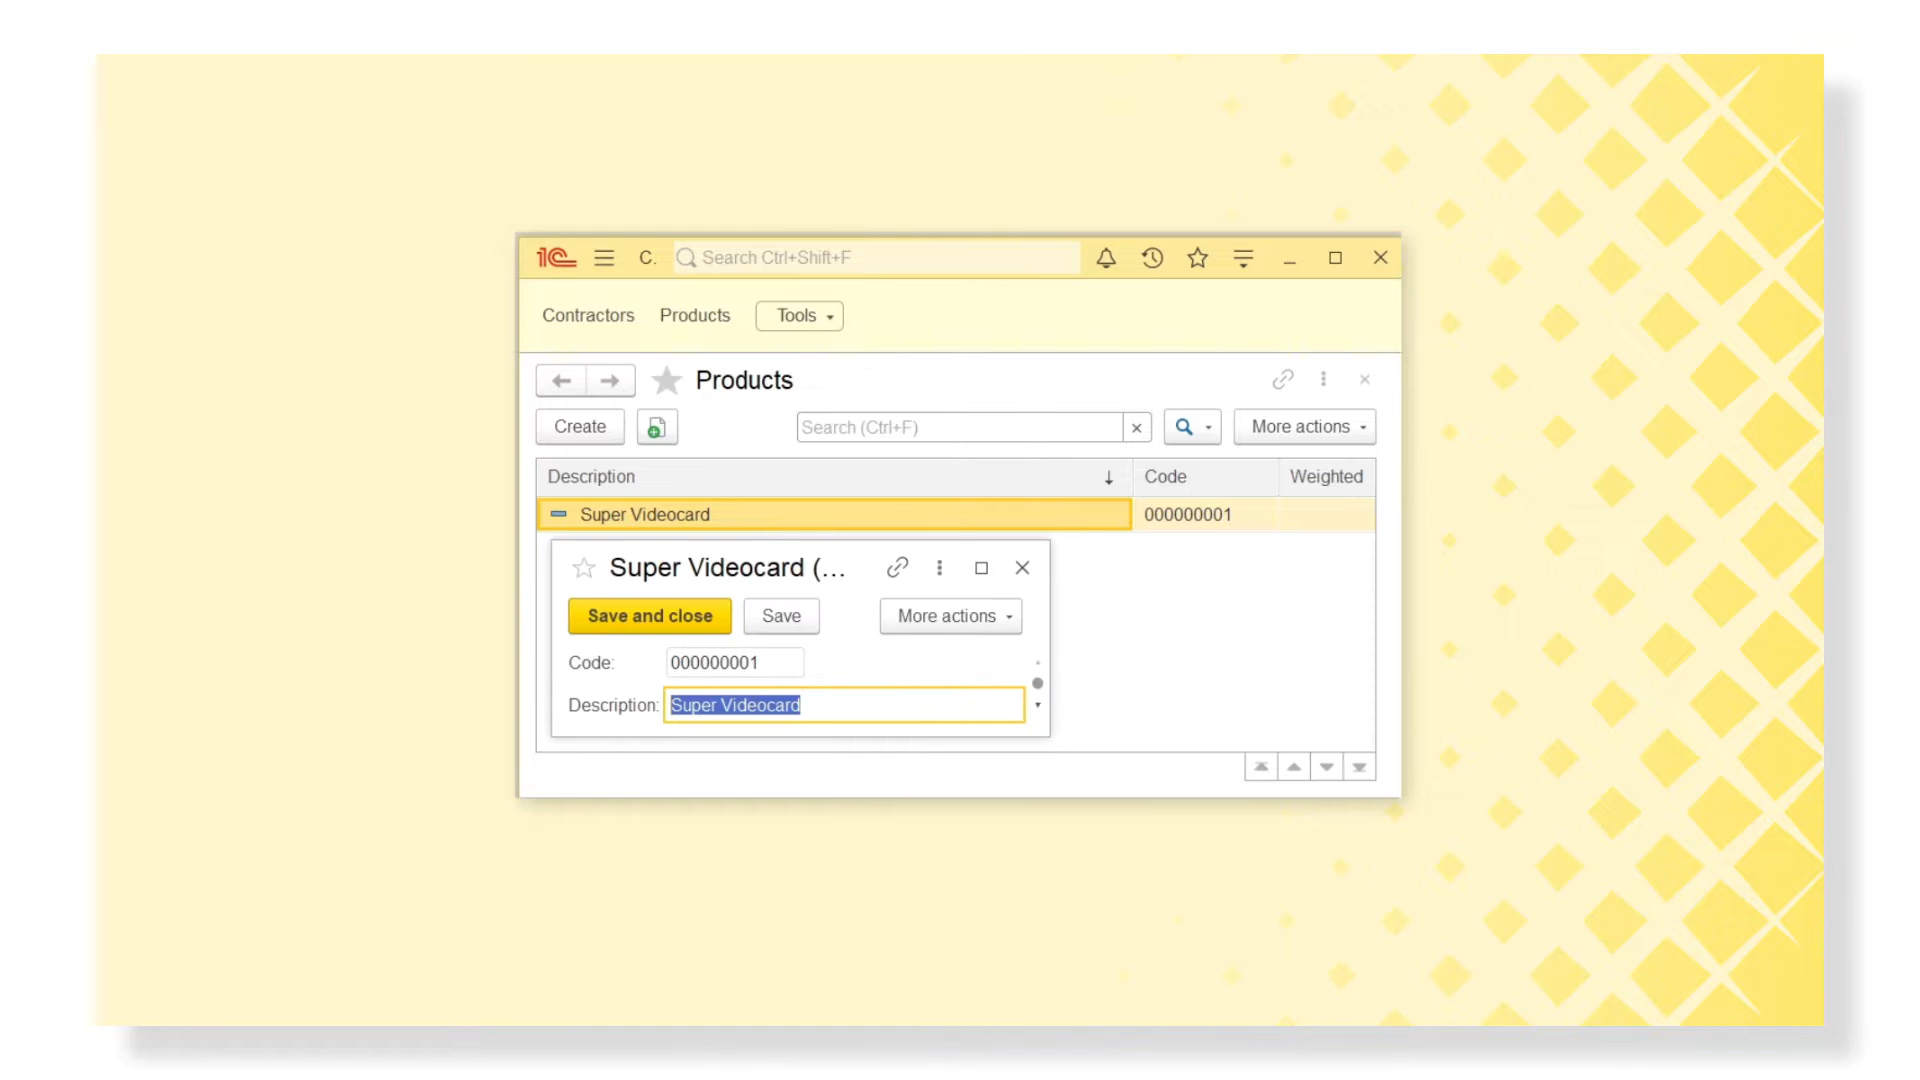 1C C. Search Ctrl+Shift+F
Contractors Products Tools
Products
Create Search (Ctrl+F) More actions
Description Code Weighted
Super Videocard 000000001
Super Videocard (...
Save and close Save More actions
Code: 000000001
Description: Super Videocard